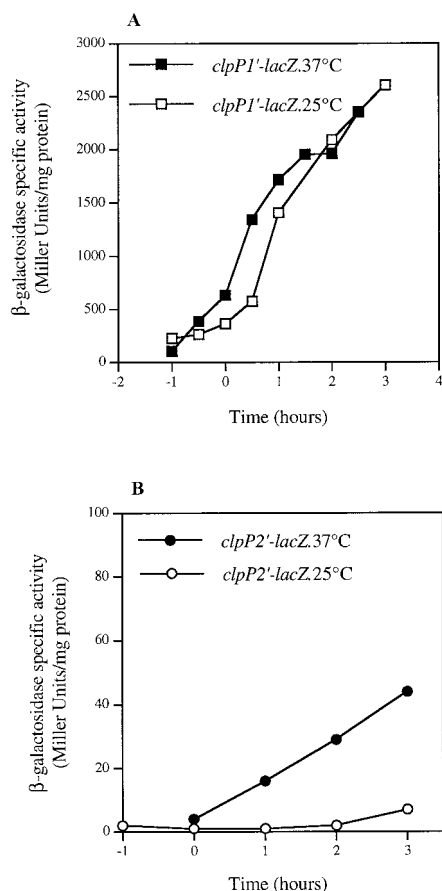 A
β-galactosidase specific activity
(Miller Units/mg protein)
3000
2500
2000
1500
1000
500
0
clpP1'-lacZ.37°C
clpP1'-lacZ.25°C
-2 -1 0 1 2 3 4
Time (hours)
B
β-galactosidase specific activity
(Miller Units/mg protein)
100
80
60
40
20
0
clpP2'-lacZ.37°C
clpP2'-lacZ.25°C
-1 0 1 2 3
Time (hours)